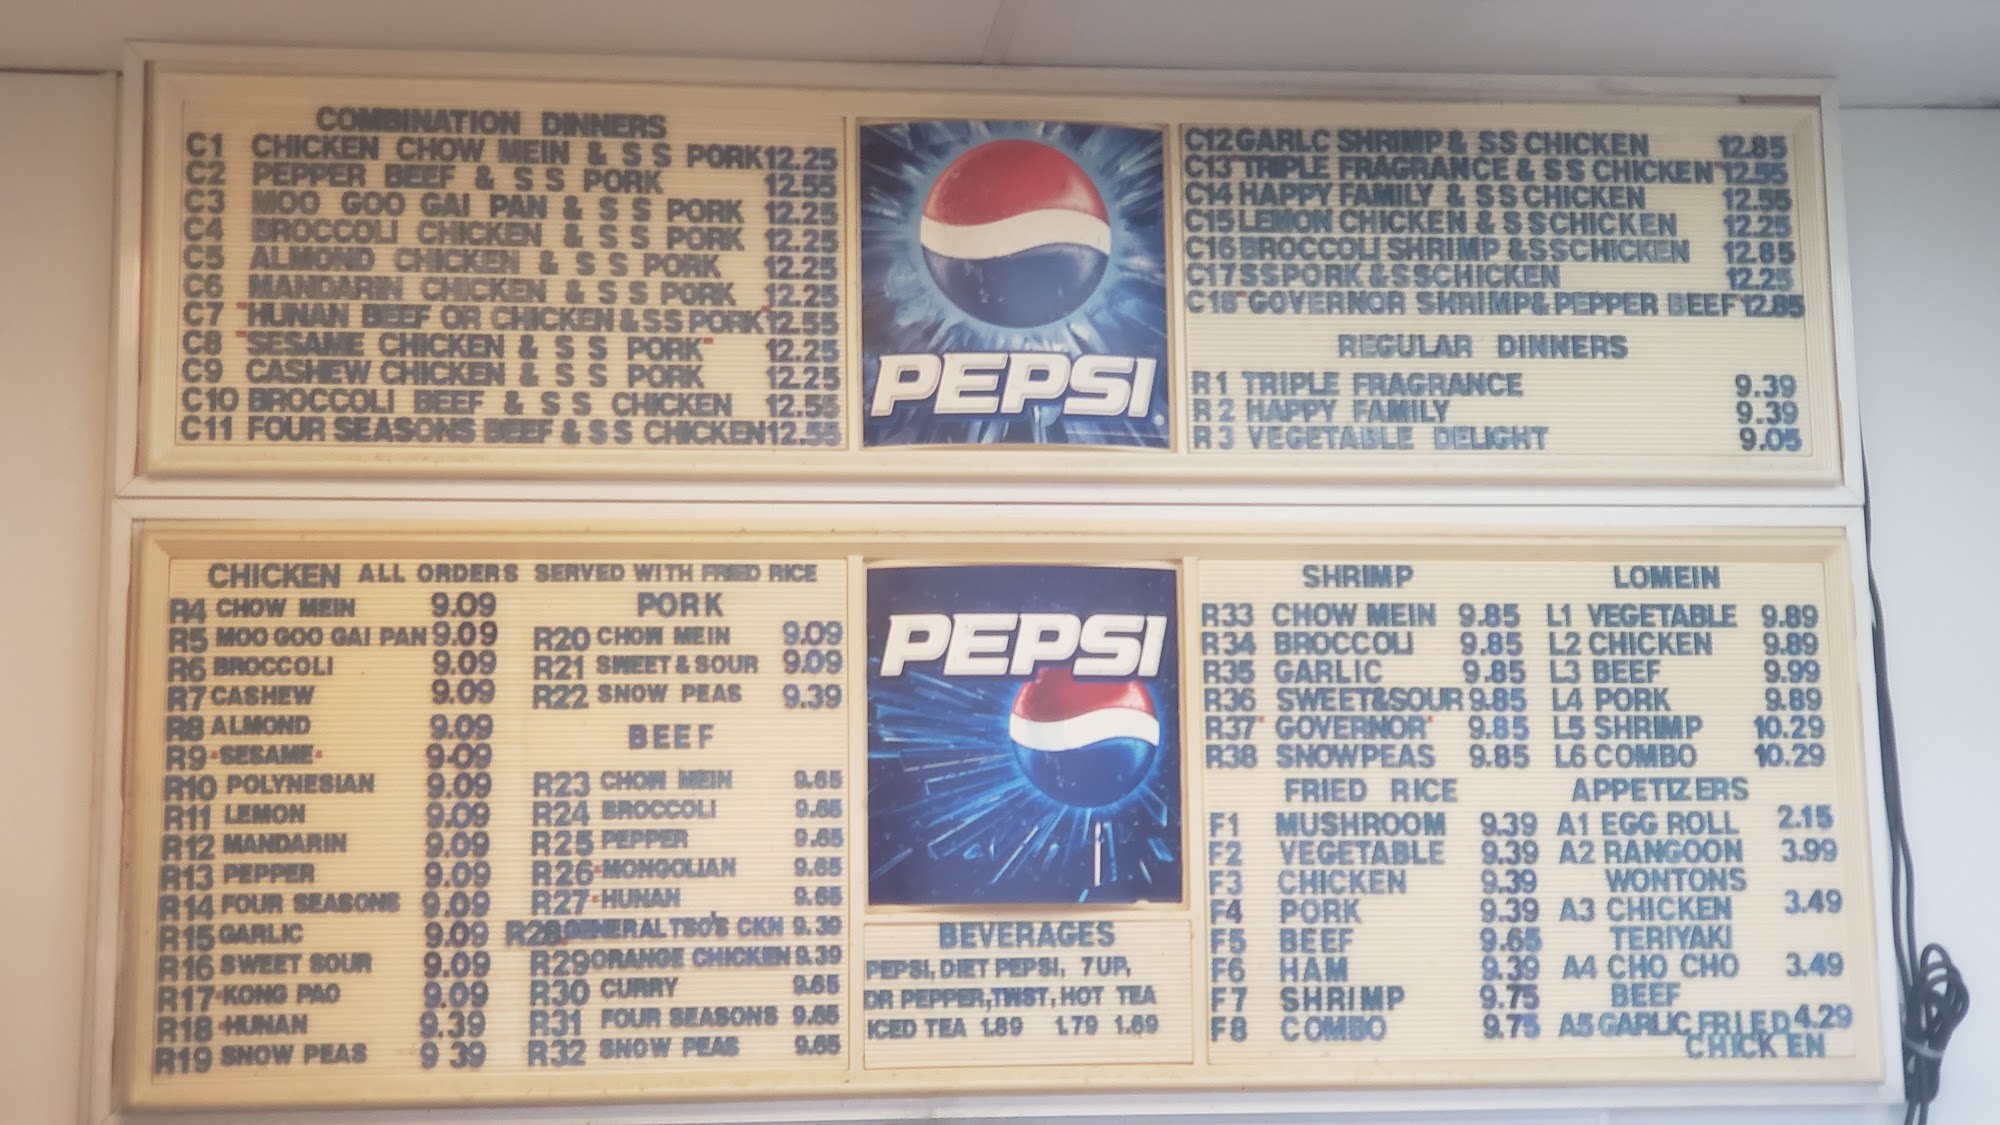 COMBINATION DINNERS
C1 CHICKEN CHOW MEIN & S S PORK 12.25
C2 PEPPER BEEF & S S PORK 12.55
C3 MOO GOO GAI PAN & S S PORK 12.25
C4 BROCCOLI CHICKEN & S S PORK 12.25
C5 ALMOND CHICKEN & S S PORK 12.25
C6 MANDARIN CHICKEN & S S PORK 12.25
C7 "HUNAN BEEF OR CHICKEN & S S PORK" 12.55
C8 "SESAME CHICKEN & S S PORK" 12.25
C9 CASHEW CHICKEN & S S PORK 12.25
C10 BROCCOLI BEEF & S S CHICKEN 12.55
C11 FOUR SEASONS BEEF & S S CHICKEN 12.55
PEPSI
C12 GARLC SHRIMP & SS CHICKEN 12.85
C13 "TRIPLE FRAGRANCE & S S CHICKEN" 12.55
C14 HAPPY FAMILY & S S CHICKEN 12.55
C15 LEMON CHICKEN & S S CHICKEN 12.25
C16 BROCCOLI SHRIMP & SS CHICKEN 12.85
C17 SS PORK & SS CHICKEN 12.25
C18 "GOVERNOR SHRIMP & PEPPER BEEF 12.85
REGULAR DINNERS
R1 TRIPLE FRAGRANCE 9.39
R2 HAPPY FAMILY 9.39
R3 VEGETABLE DELIGHT 9.05
CHICKEN ALL ORDERS SERVED WITH FRIED RICE
R4 CHOW MEIN 9.09
R5 MOO GOO GAI PAN 9.09
R6 BROCCOLI 9.09
R7 CASHEW 9.09
R8 ALMOND 9.09
R9 "SESAME" 9.09
R10 POLYNESIAN 9.09
R11 LEMON 9.09
R12 MANDARIN 9.09
R13 PEPPER 9.09
R14 FOUR SEASONS 9.09
R15 GARLIC 9.09
R16 SWEET SOUR 9.09
R17 "KONG PAO 9.09
R18 "HUNAN 9.39
R19 SNOW PEAS 9 39
PORK
R20 CHOW MEIN 9.09
R21 SWEET & SOUR 9.09
R22 SNOW PEAS 9.39
BEEF
R23 CHOW MEIN 9.65
R24 BROCCOLI 9.65
R25 PEPPER 9.65
R26 "MONGOLIAN 9.65
R27 "HUNAN 9.65
R28 GENERAL TSO'S CKN 9.39
R29 ORANGE CHICKEN 9.39
R30 CURRY 9.65
R31 FOUR SEASONS 9.65
R32 SNOW PEAS 9.65
PEPSI
BEVERAGES
PEPSI, DIET PEPSI, 7UP,
DR PEPPER, TWST, HOT TEA
ICED TEA 1.89 1.79 1.69
SHRIMP
R33 CHOW MEIN 9.85
R34 BROCCOLI 9.85
R35 GARLIC 9.85
R36 SWEET&SOUR 9.85
R37 "GOVERNOR" 9.85
R38 SNOWPEAS 9.85
FRIED RICE
F1 MUSHROOM 9.39
F2 VEGETABLE 9.39
F3 CHICKEN 9.39
F4 PORK 9.39
F5 BEEF 9.65
F6 HAM 9.39
F7 SHRIMP 9.75
F8 COMBO 9.75
LOMEIN
L1 VEGETABLE 9.89
L2 CHICKEN 9.89
L3 BEEF 9.99
L4 PORK 9.89
L5 SHRIMP 10.29
L6 COMBO 10.29
APPETIZERS
A1 EGG ROLL 2.15
A2 RANGOON 3.99
WONTONS
A3 CHICKEN 3.49
TERIYAKI
A4 CHO CHO 3.49
BEEF
A5 GARLIC FRIED 4.29
CHICKEN